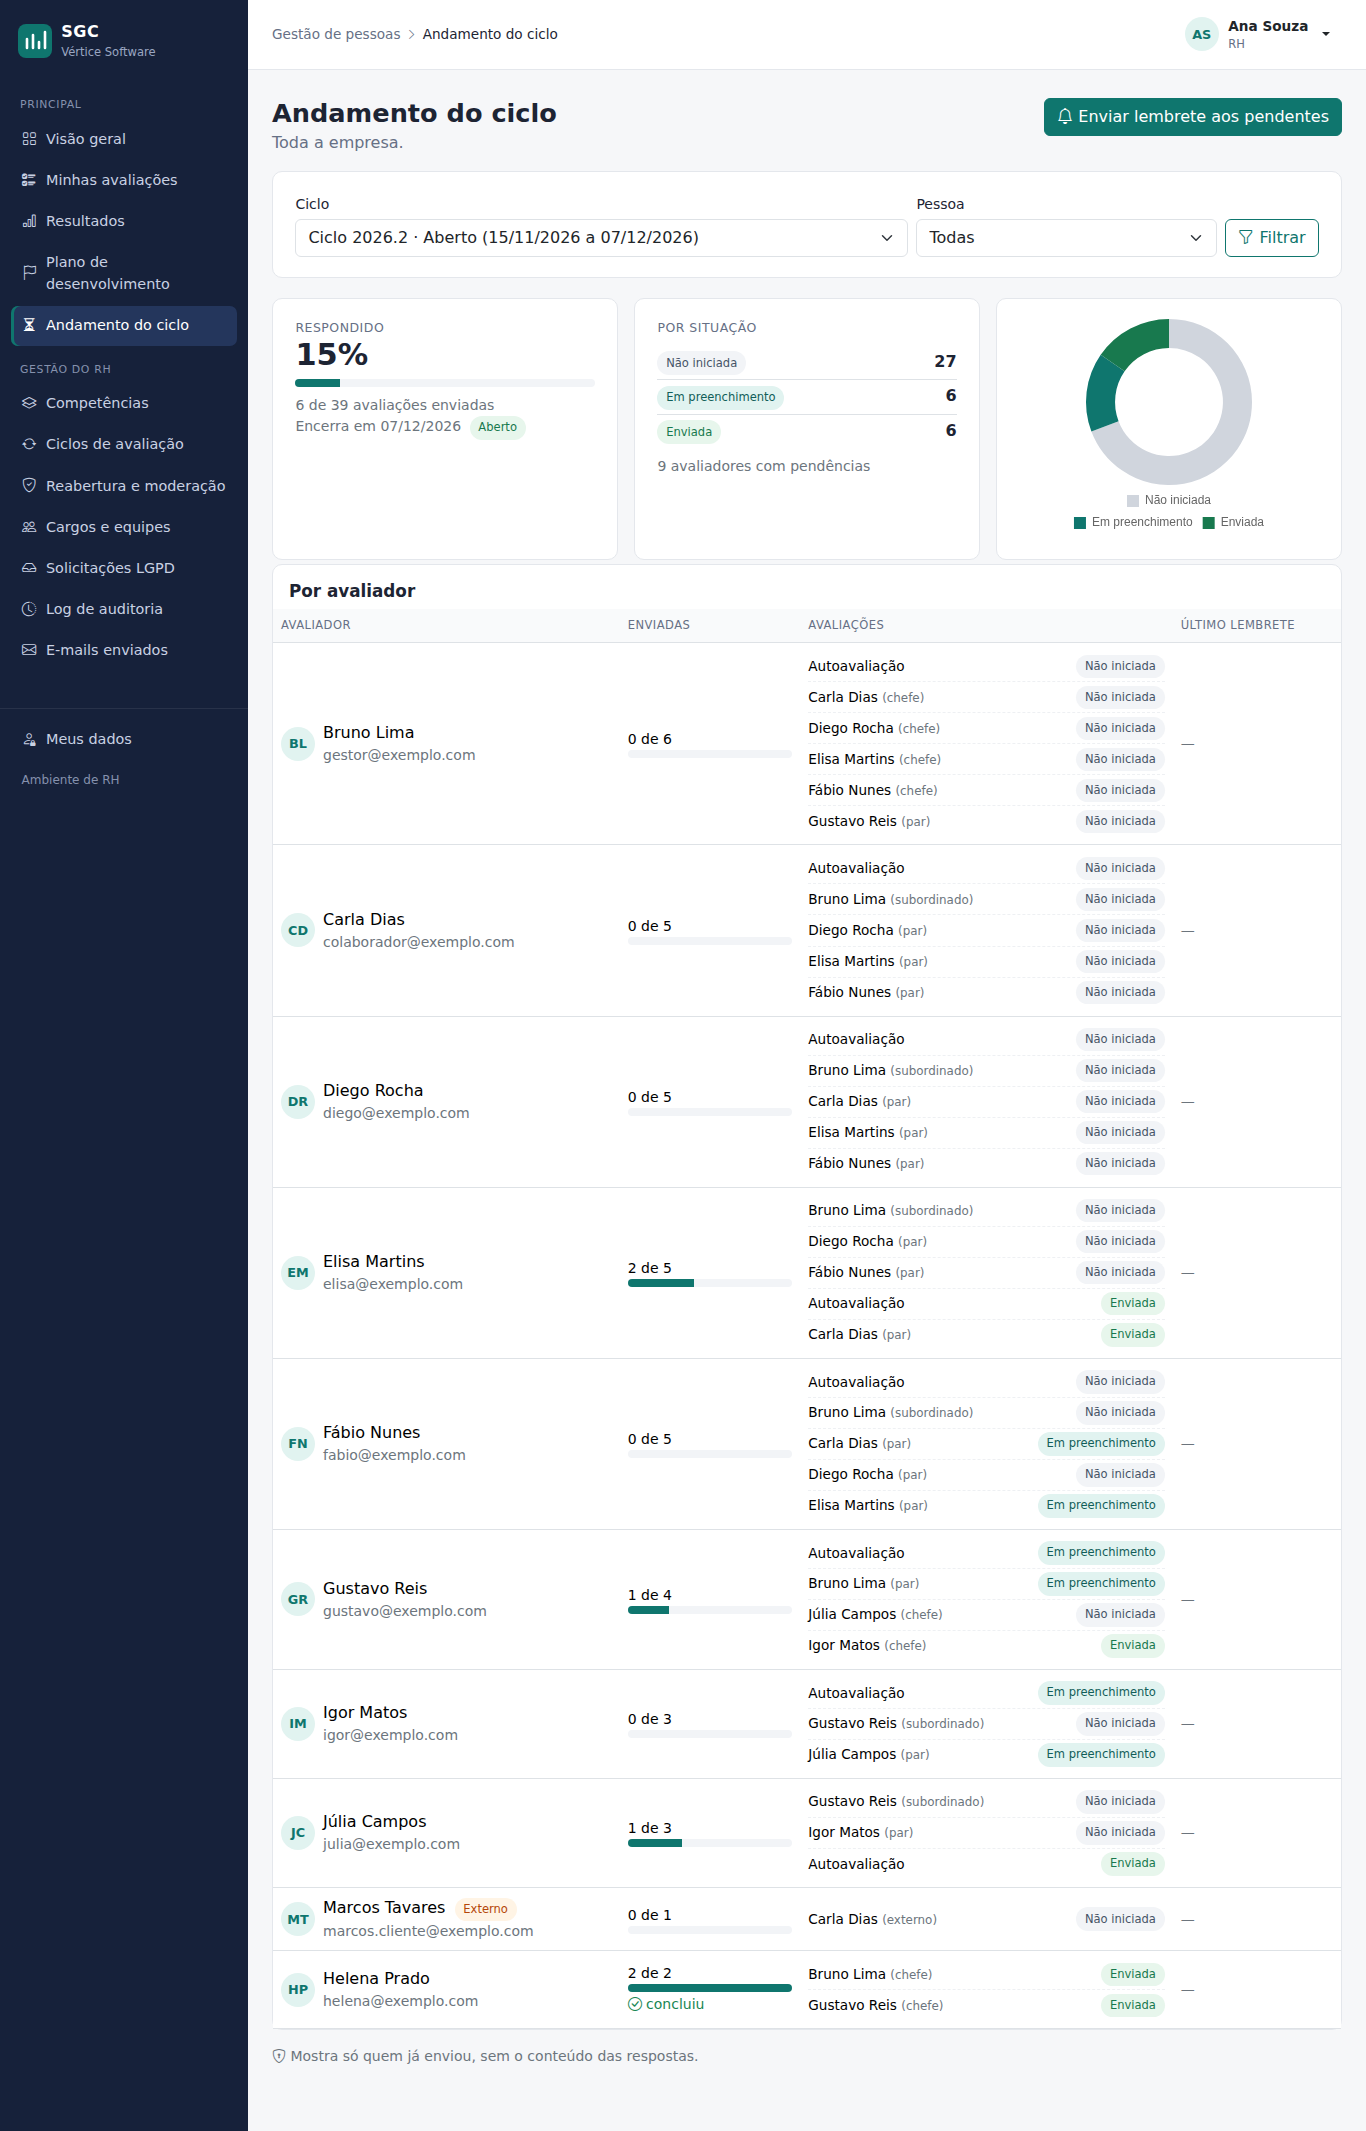 SGC
Vértice Software
PRINCIPAL
Visão geral
Minhas avaliações
Resultados
Plano de
desenvolvimento
Andamento do ciclo
GESTÃO DO RH
Competências
Ciclos de avaliação
Reabertura e moderação
Cargos e equipes
Solicitações LGPD
Log de auditoria
E-mails enviados
Meus dados
Ambiente de RH
Gestão de pessoas > Andamento do ciclo
AS Ana Souza
RH
Andamento do ciclo
Toda a empresa.
Enviar lembrete aos pendentes
Ciclo
Ciclo 2026.2 · Aberto (15/11/2026 a 07/12/2026)
Pessoa
Todas
Filtrar
RESPONDIDO
15%
6 de 39 avaliações enviadas
Encerra em 07/12/2026 Aberto
POR SITUAÇÃO
Não iniciada 27
Em preenchimento 6
Enviada 6
9 avaliadores com pendências
Não iniciada
Em preenchimento Enviada
Por avaliador
AVALIADOR ENVIADAS AVALIAÇÕES ÚLTIMO LEMBRETE
BL Bruno Lima
gestor@exemplo.com
0 de 6
Autoavaliação Não iniciada
Carla Dias (chefe) Não iniciada
Diego Rocha (chefe) Não iniciada
Elisa Martins (chefe) Não iniciada
Fábio Nunes (chefe) Não iniciada
Gustavo Reis (par) Não iniciada
—
CD Carla Dias
colaborador@exemplo.com
0 de 5
Autoavaliação Não iniciada
Bruno Lima (subordinado) Não iniciada
Diego Rocha (par) Não iniciada
Elisa Martins (par) Não iniciada
Fábio Nunes (par) Não iniciada
—
DR Diego Rocha
diego@exemplo.com
0 de 5
Autoavaliação Não iniciada
Bruno Lima (subordinado) Não iniciada
Carla Dias (par) Não iniciada
Elisa Martins (par) Não iniciada
Fábio Nunes (par) Não iniciada
—
EM Elisa Martins
elisa@exemplo.com
2 de 5
Bruno Lima (subordinado) Não iniciada
Diego Rocha (par) Não iniciada
Fábio Nunes (par) Não iniciada
Autoavaliação Enviada
Carla Dias (par) Enviada
—
FN Fábio Nunes
fabio@exemplo.com
0 de 5
Autoavaliação Não iniciada
Bruno Lima (subordinado) Não iniciada
Carla Dias (par) Em preenchimento
Diego Rocha (par) Não iniciada
Elisa Martins (par) Em preenchimento
—
GR Gustavo Reis
gustavo@exemplo.com
1 de 4
Autoavaliação Em preenchimento
Bruno Lima (par) Em preenchimento
Júlia Campos (chefe) Não iniciada
Igor Matos (chefe) Enviada
—
IM Igor Matos
igor@exemplo.com
0 de 3
Autoavaliação Em preenchimento
Gustavo Reis (subordinado) Não iniciada
Júlia Campos (par) Em preenchimento
—
JC Júlia Campos
julia@exemplo.com
1 de 3
Gustavo Reis (subordinado) Não iniciada
Igor Matos (par) Não iniciada
Autoavaliação Enviada
—
MT Marcos Tavares Externo
marcos.cliente@exemplo.com
0 de 1
Carla Dias (externo) Não iniciada
—
HP Helena Prado
helena@exemplo.com
2 de 2
concluiu
Bruno Lima (chefe) Enviada
Gustavo Reis (chefe) Enviada
—
Mostra só quem já enviou, sem o conteúdo das respostas.